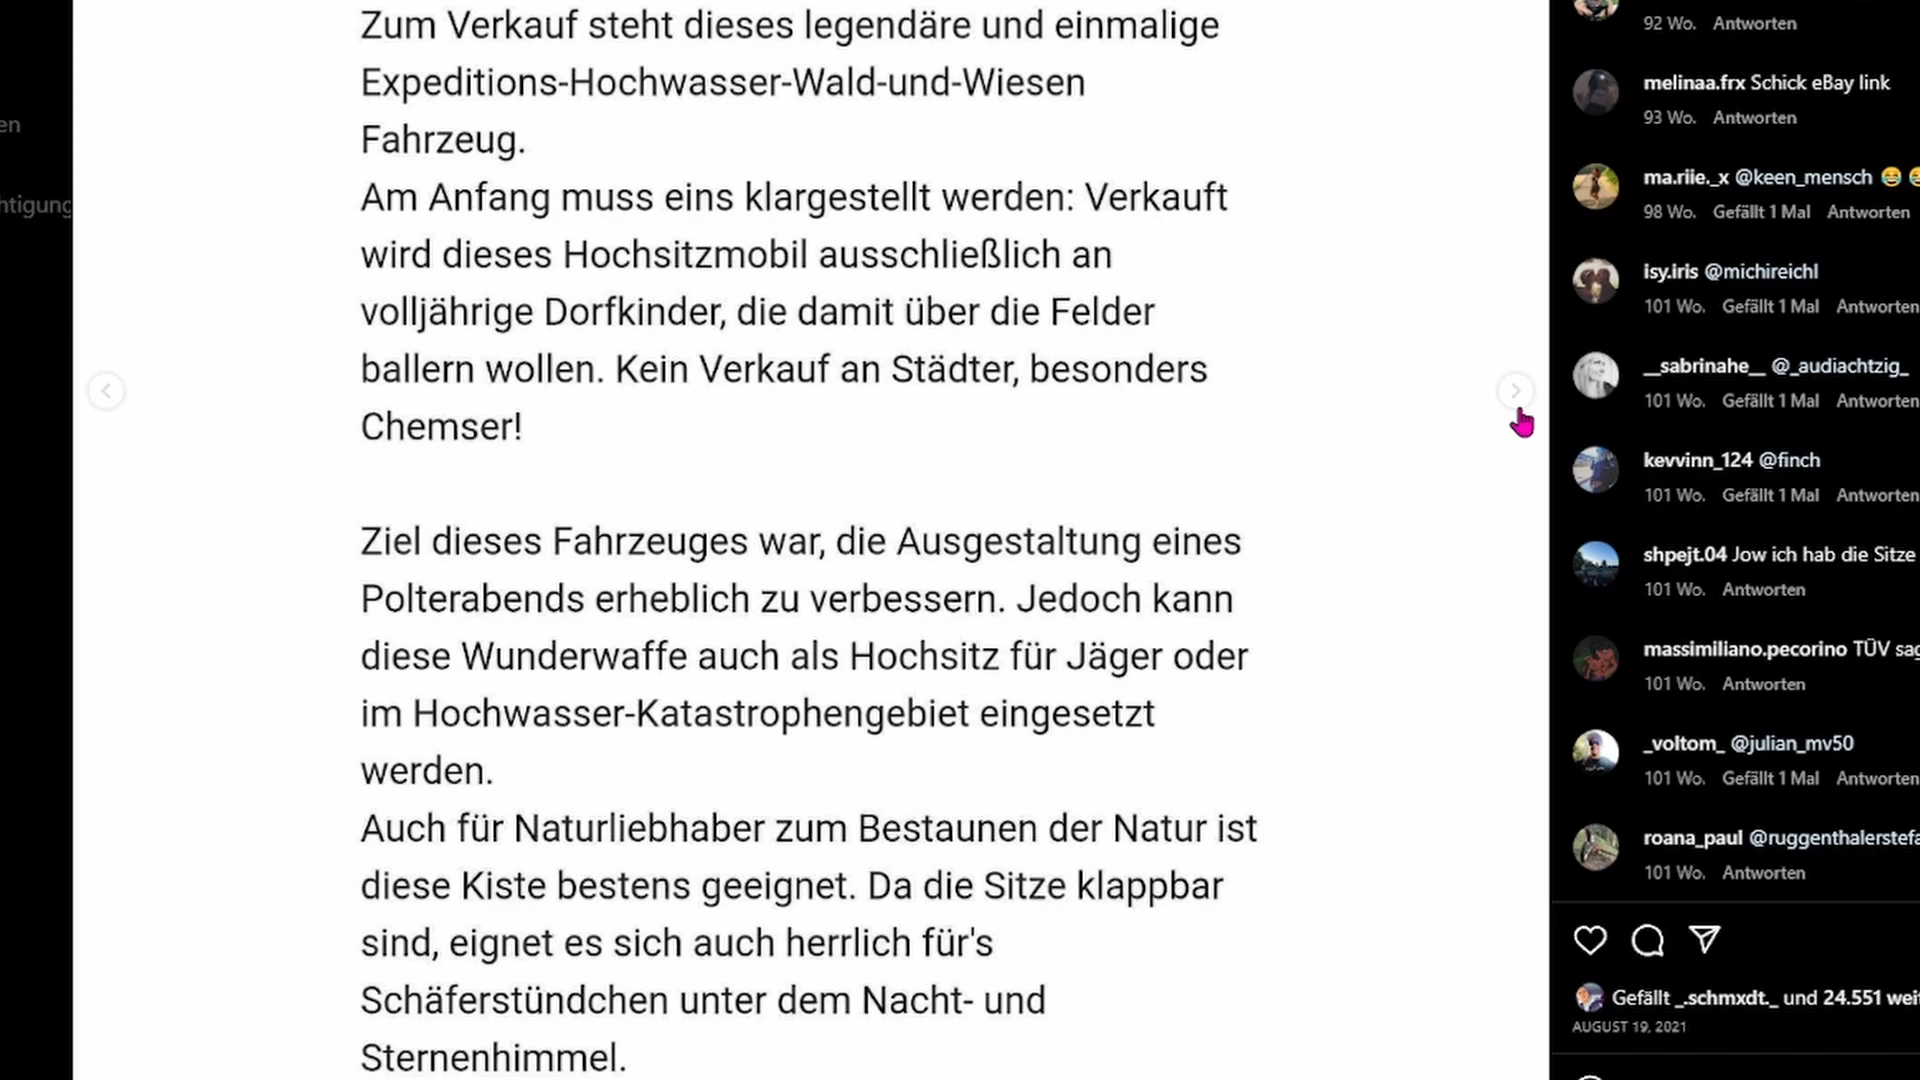 en
htigung
Zum Verkauf steht dieses legendäre und einmalige
Expeditions-Hochwasser-Wald-und-Wiesen
Fahrzeug.
Am Anfang muss eins klargestellt werden: Verkauft
wird dieses Hochsitzmobil ausschließlich an
volljährige Dorfkinder, die damit über die Felder
ballern wollen. Kein Verkauf an Städter, besonders
Chemser!
Ziel dieses Fahrzeuges war, die Ausgestaltung eines
Polterabends erheblich zu verbessern. Jedoch kann
diese Wunderwaffe auch als Hochsitz für Jäger oder
im Hochwasser-Katastrophengebiet eingesetzt
werden.
Auch für Naturliebhaber zum Bestaunen der Natur ist
diese Kiste bestens geeignet. Da die Sitze klappbar
sind, eignet es sich auch herrlich für's
Schäferstündchen unter dem Nacht- und
Sternenhimmel.
92 Wo. Antworten
melinaa.frx Schick eBay link
93 Wo. Antworten
ma.riie._x @keen_mensch 😂
98 Wo. Gefällt 1 Mal Antworten
isy.iris @michireichl
101 Wo. Gefällt 1 Mal Antworten
__sabrinahe__ @_audiachtzig_
101 Wo. Gefällt 1 Mal Antworten
kevvinn_124 @finch
101 Wo. Gefällt 1 Mal Antworten
shpejt.04 Jow ich hab die Sitze
101 Wo. Antworten
massimiliano.pecorino TÜV sag
101 Wo. Antworten
_voltom_ @julian_mv50
101 Wo. Gefällt 1 Mal Antworten
roana_paul @ruggenthalerstefa
101 Wo. Antworten
Gefällt _.schmxdt._ und 24.551 weit
AUGUST 19, 2021